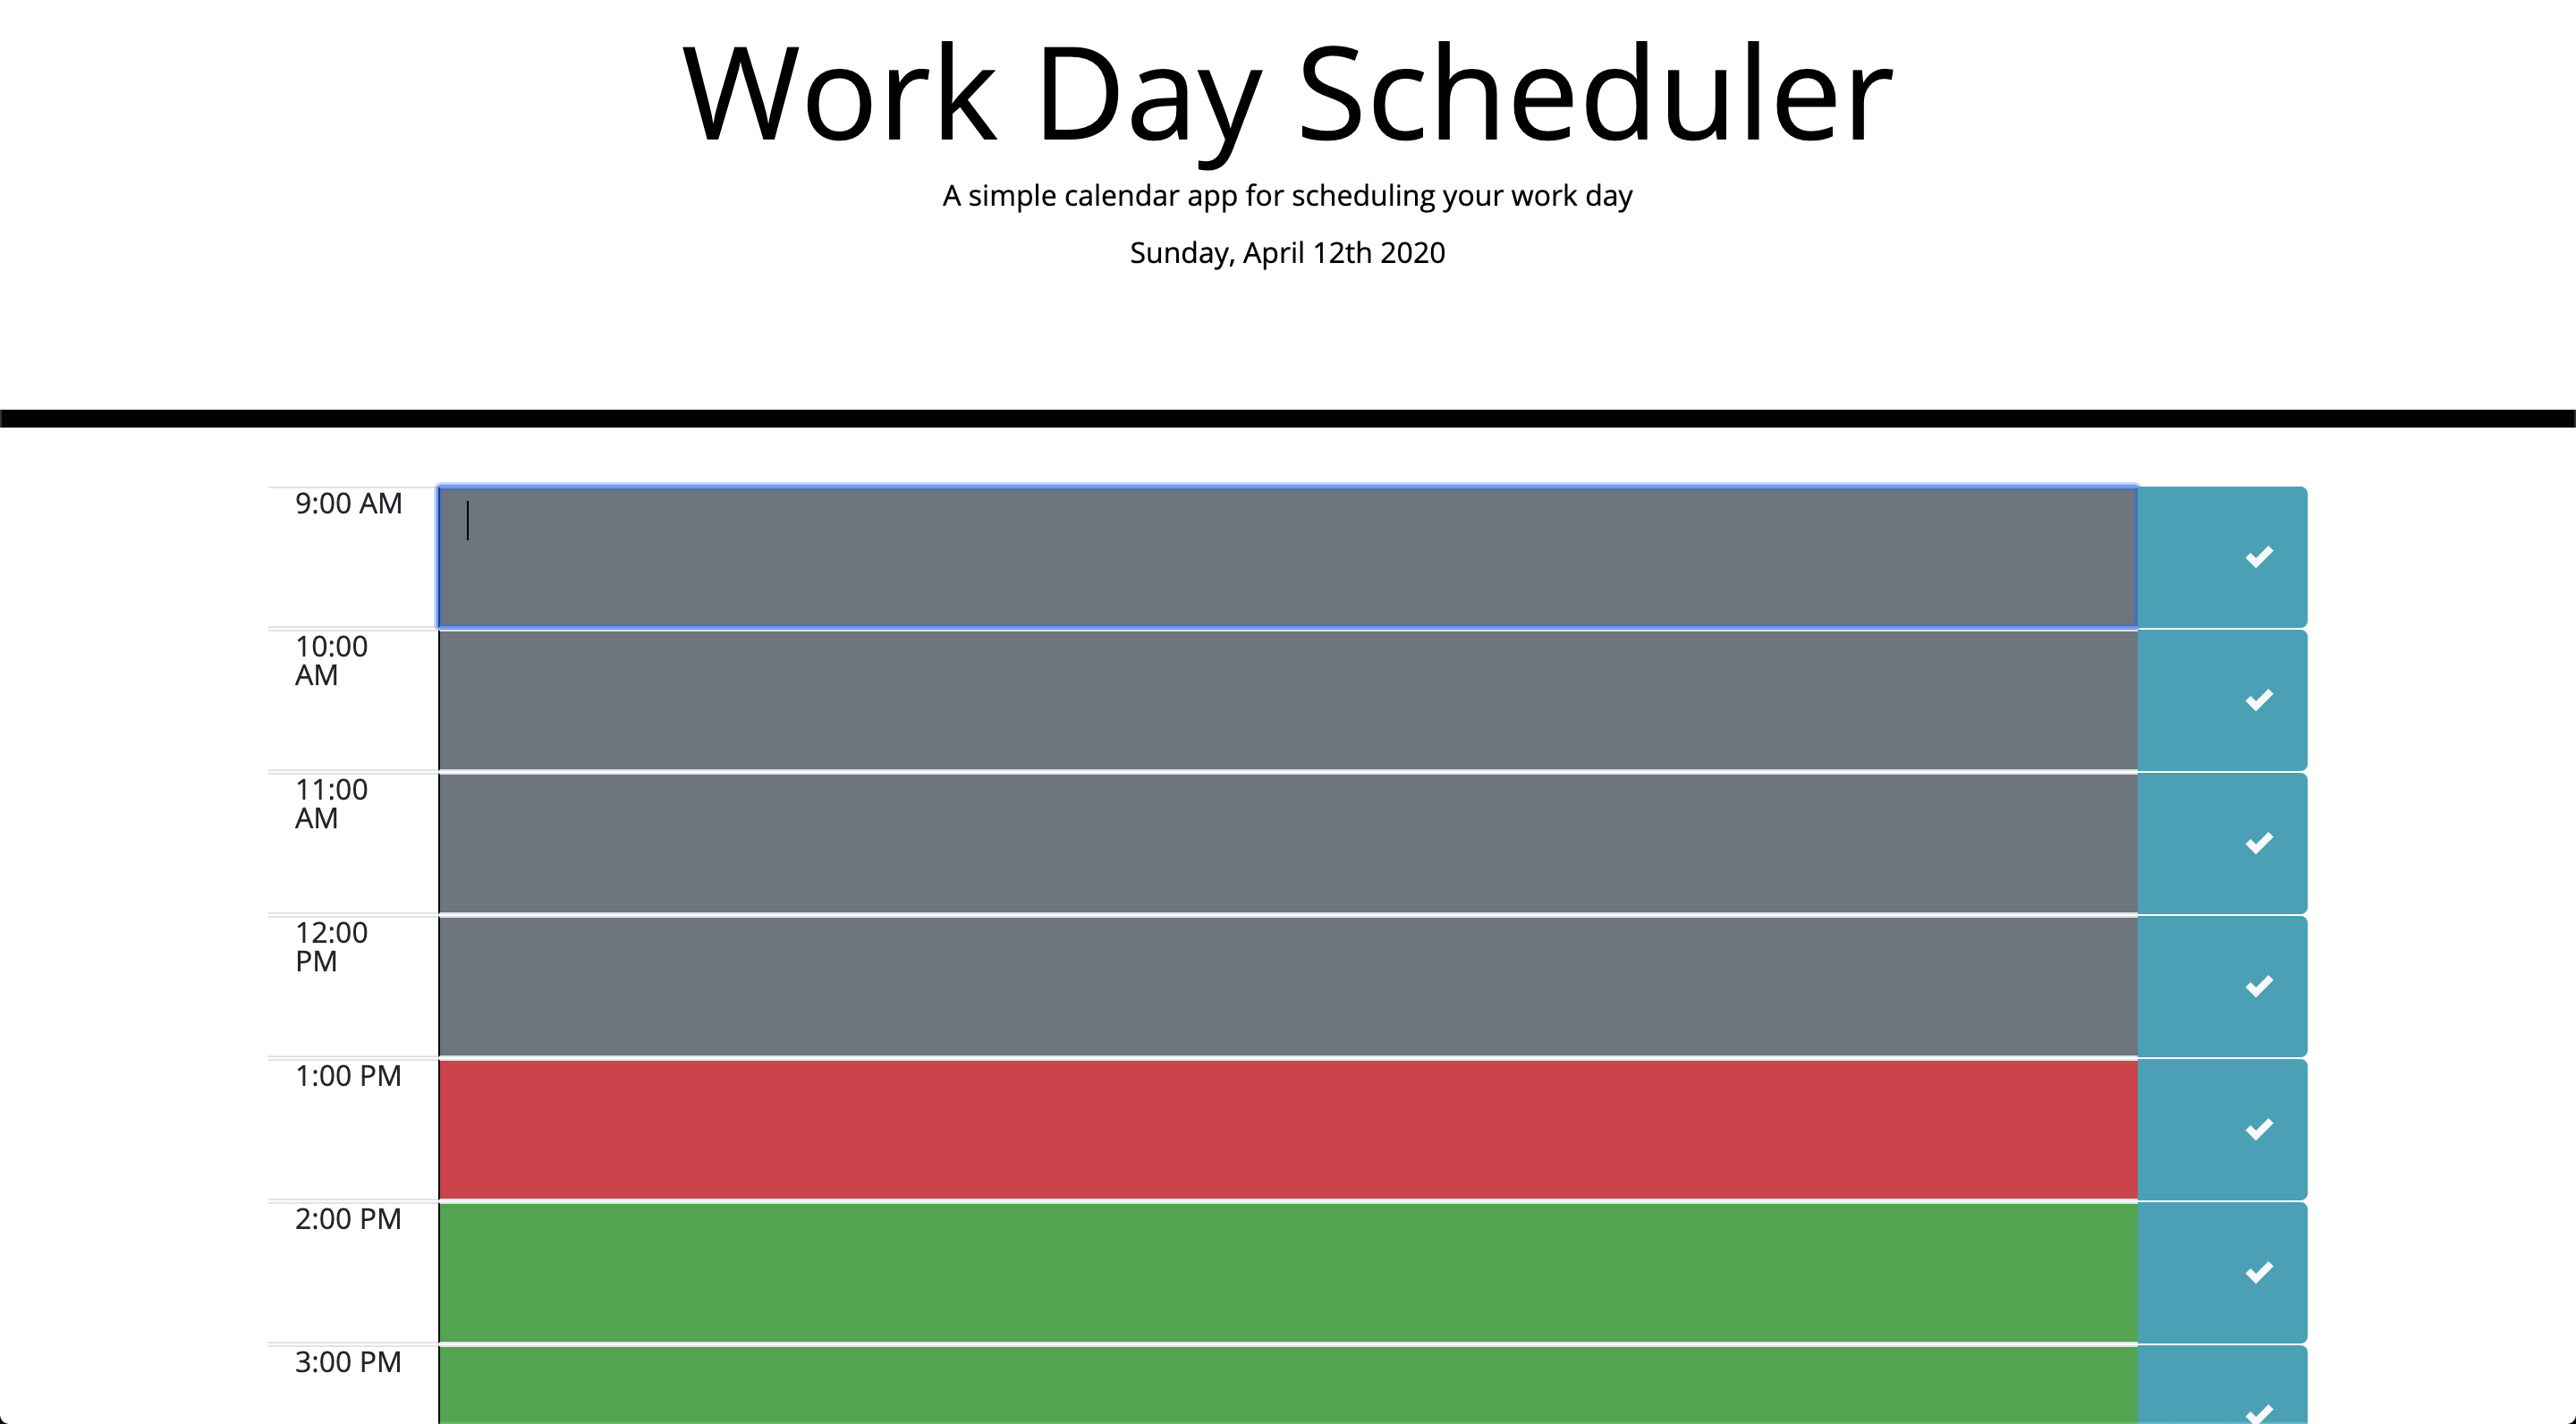 Work Day Scheduler
A simple calendar app for scheduling your work day
Sunday, April 12th 2020
9:00 AM
10:00
AM
11:00
AM
12:00
PM
1:00 PM
2:00 PM
3:00 PM